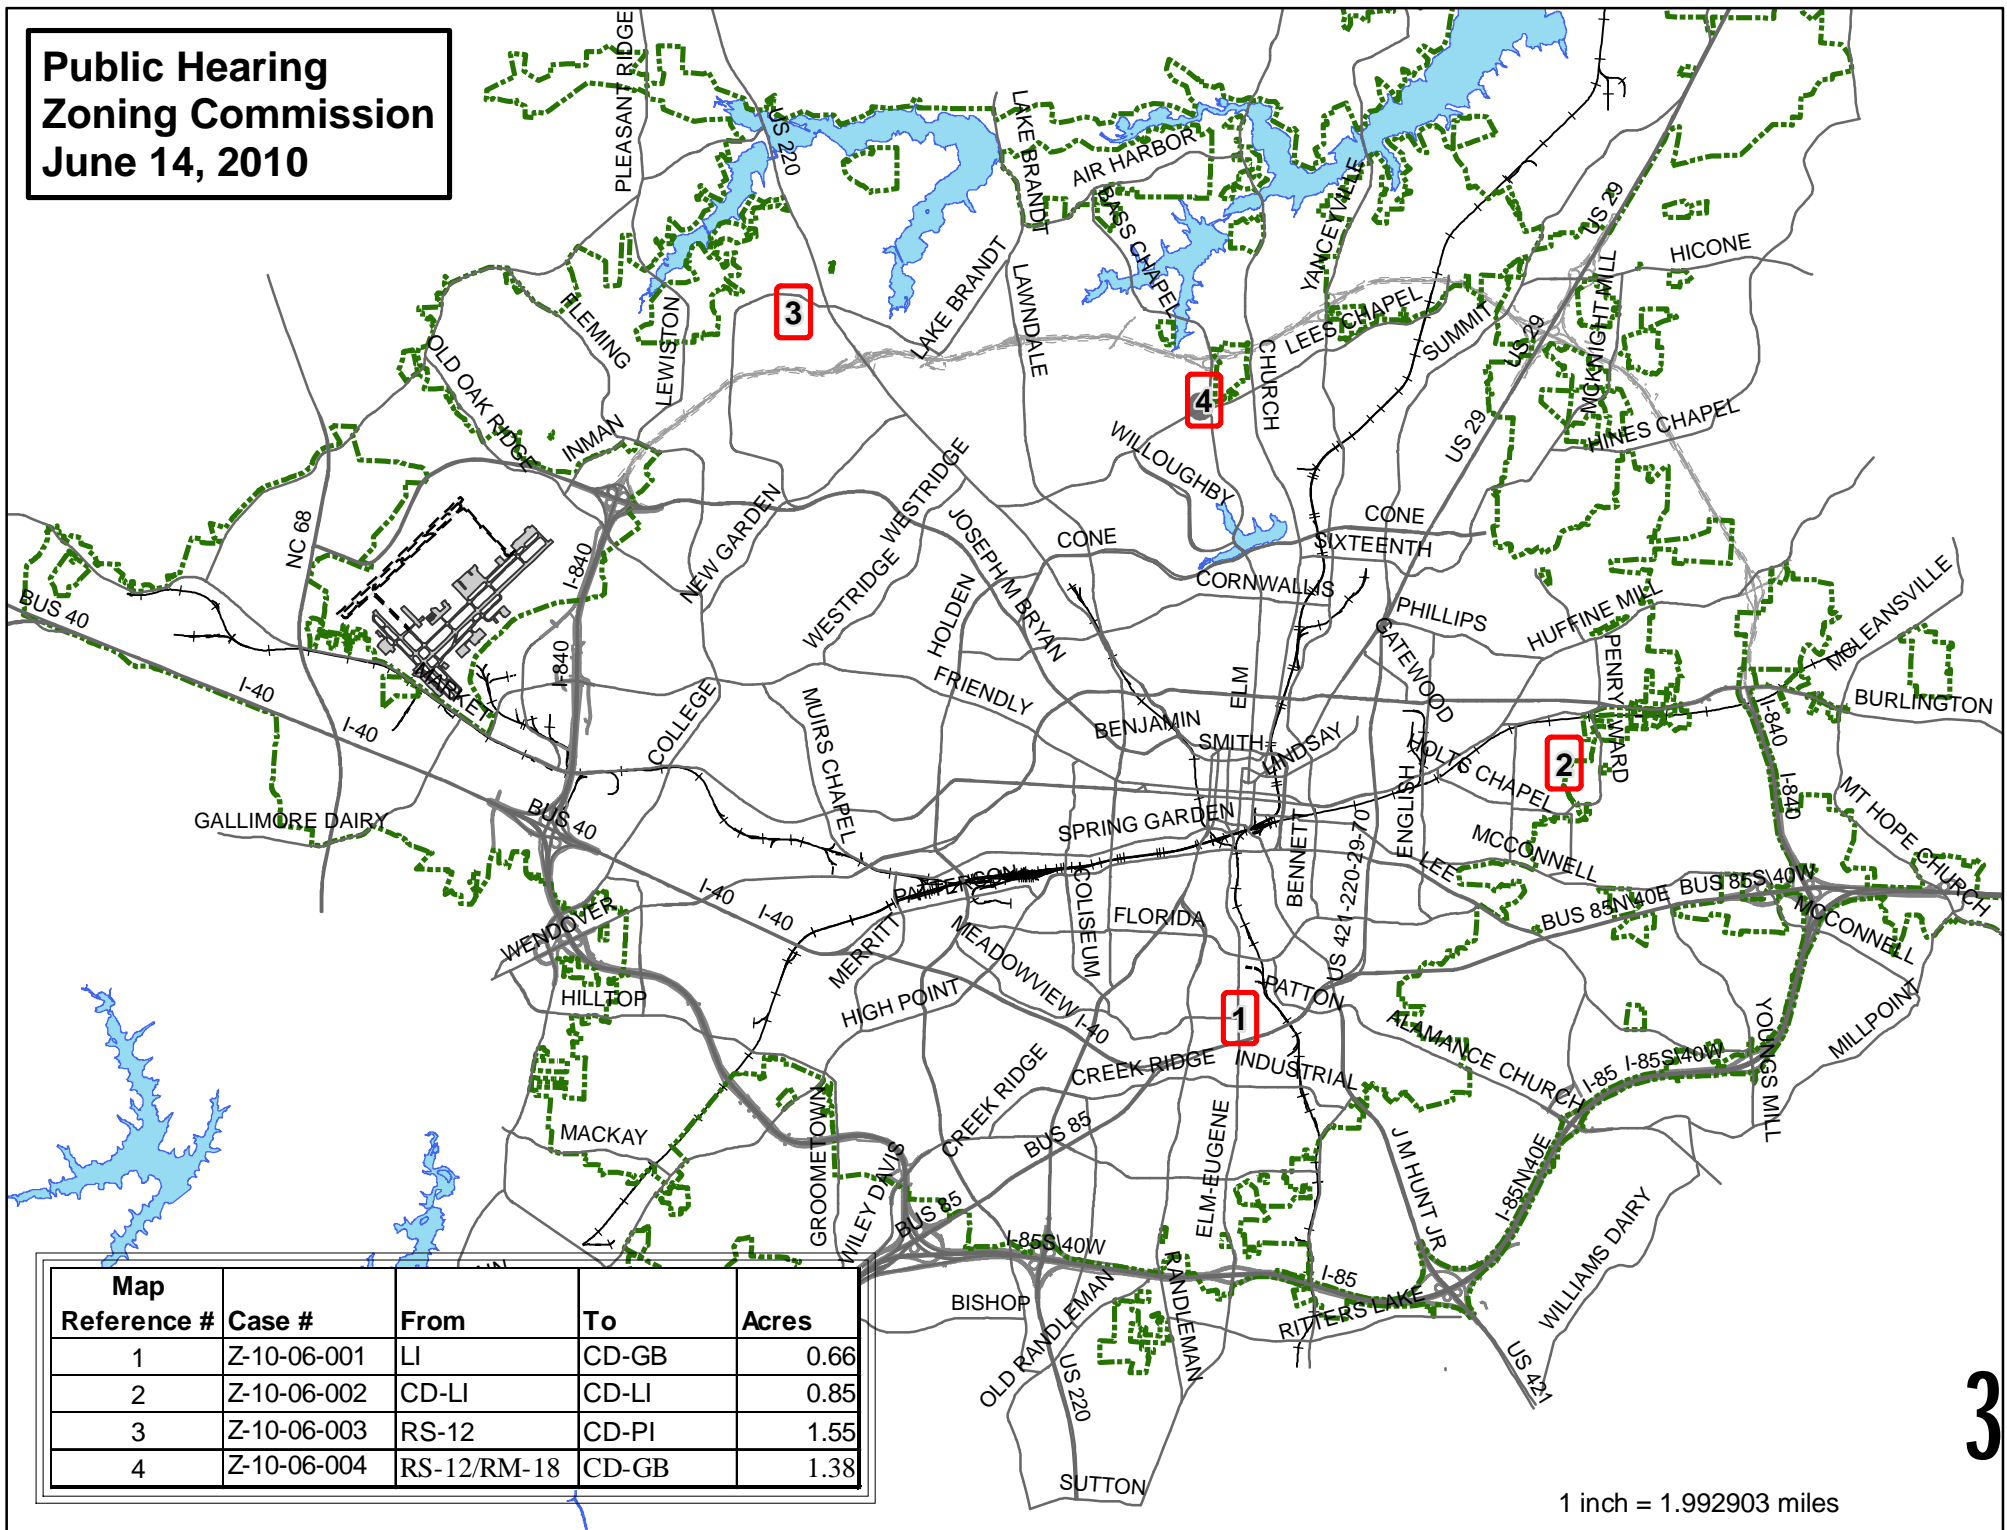 Public Hearing
Zoning Commission
June 14, 2010
PLEASANT RIDGE
US 220
LAKE BRANDT
AIR HARBOR
BASS CHAPEL
YANCEYVILLE
US 29
HICONE
MCKNIGHT MILL
FLEMING
LEWISTON
3
LAKE BRANDT
LAWNDALE
CHURCH
LEES CHAPEL
SUMMIT
US 29
OLD OAK RIDGE
INMAN
4
WILLOUGHBY
US 29
HINES CHAPEL
NC 68
I-840
NEW GARDEN
WESTRIDGE
WESTRIDGE
JOSEPH M BRYAN
CONE
CONE
SIXTEENTH
CORNWALLIS
HOLDEN
PHILLIPS
GATEWOOD
HUFFINE MILL
PENRY
WARD
MCLEANSVILLE
BUS 40
I-40
I-40
MARKET
I-840
COLLEGE
MUIRS CHAPEL
FRIENDLY
BENJAMIN
ELM
SMITH
LINDSAY
HOLTS CHAPEL
2
I-840
I-840
BURLINGTON
GALLIMORE DAIRY
BUS 40
SPRING GARDEN
BENNETT
US 421-220-29-70
ENGLISH
MCCONNELL
LEE
MT HOPE CHURCH
I-40
I-40
PATTERSON
COLISEUM
FLORIDA
BUS 85N\40E
BUS 85S\40W
MCCONNELL
WENDOVER
MERRITT
MEADOWVIEW
I-40
HILLTOP
HIGH POINT
1
PATTON
ALAMANCE CHURCH
YOUNGS MILL
MILLPOINT
CREEK RIDGE
CREEK RIDGE
INDUSTRIAL
I-85
I-85S\40W
MACKAY
GROOMETOWN
WILEY DAVIS
BUS 85
BUS 85
ELM-EUGENE
J M HUNT JR
I-85N\40E
WILLIAMS DAIRY
I-85S\40W
I-85
BISHOP
OLD RANDLEMAN
RANDLEMAN
RITTERS LAKE
US 220
US 421
SUTTON
Map
Reference # Case # From To Acres
1 Z-10-06-001 LI CD-GB 0.66
2 Z-10-06-002 CD-LI CD-LI 0.85
3 Z-10-06-003 RS-12 CD-PI 1.55
4 Z-10-06-004 RS-12/RM-18 CD-GB 1.38
3
1 inch = 1.992903 miles